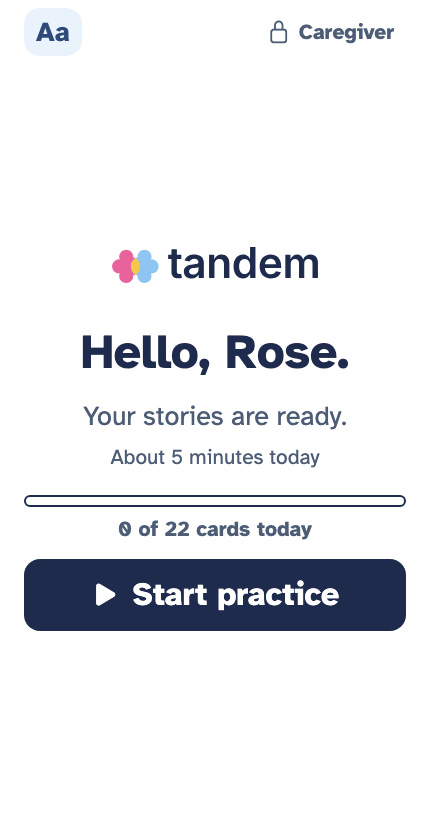 Aa
Caregiver
tandem
Hello, Rose.
Your stories are ready.
About 5 minutes today
0 of 22 cards today
Start practice